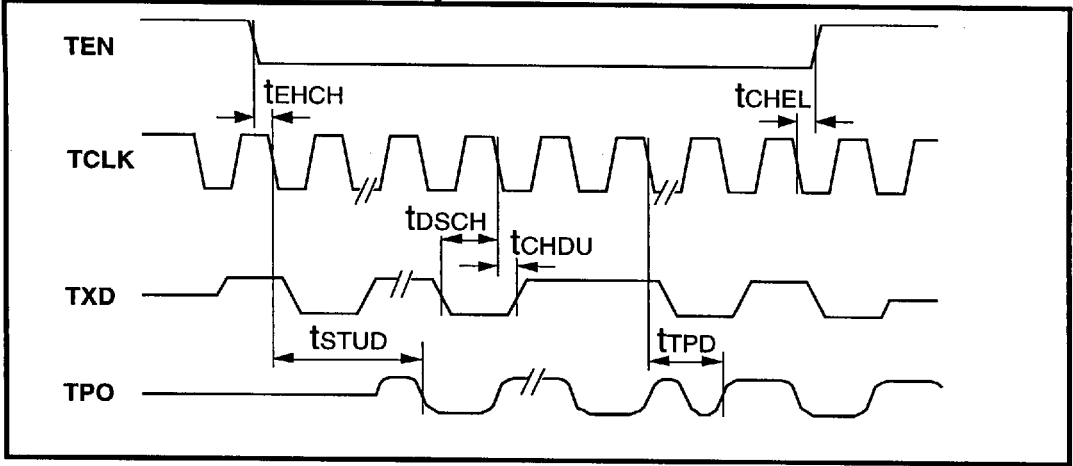 TEN
tEHCH
tCHEL
TCLK
tDSCH
tCHDU
TXD
tSTUD
tTPD
TPO